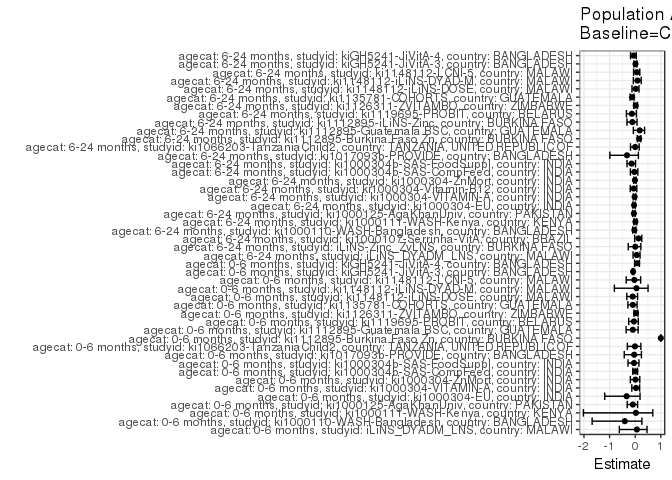 Population A
Baseline=C
agecat: 6-24 months, studyid: kiGH5241-JiVitA-4, country: BANGLADESH
agecat: 6-24 months, studyid: kiGH5241-JiVitA-3, country: BANGLADESH
agecat: 6-24 months, studyid: ki1148112-LCNI-5, country: MALAWI
agecat: 6-24 months, studyid: ki1148112-iLiNS-DYAD-M, country: MALAWI
agecat: 6-24 months, studyid: ki1148112-iLiNS-DOSE, country: MALAWI
agecat: 6-24 months, studyid: ki1135781-COHORTS, country: GUATEMALA
agecat: 6-24 months, studyid: ki1126311-ZVITAMBO, country: ZIMBABWE
agecat: 6-24 months, studyid: ki1119695-PROBIT, country: BELARUS
agecat: 6-24 months, studyid: ki1112895-iLiNS-Zinc, country: BURKINA FASO
agecat: 6-24 months, studyid: ki1112895-Guatemala BSC, country: GUATEMALA
agecat: 6-24 months, studyid: ki1112895-Burkina Faso Zn, country: BURKINA FASO
agecat: 6-24 months, studyid: ki1066203-TanzaniaChild2, country: TANZANIA, UNITED REPUBLIC OF
agecat: 6-24 months, studyid: ki1017093b-PROVIDE, country: BANGLADESH
agecat: 6-24 months, studyid: ki1000304b-SAS-FoodSuppl, country: INDIA
agecat: 6-24 months, studyid: ki1000304b-SAS-CompFeed, country: INDIA
agecat: 6-24 months, studyid: ki1000304-ZnMort, country: INDIA
agecat: 6-24 months, studyid: ki1000304-Vitamin-B12, country: INDIA
agecat: 6-24 months, studyid: ki1000304-VITAMIN-A, country: INDIA
agecat: 6-24 months, studyid: ki1000304-EU, country: INDIA
agecat: 6-24 months, studyid: ki1000125-AgaKhanUniv, country: PAKISTAN
agecat: 6-24 months, studyid: ki1000111-WASH-Kenya, country: KENYA
agecat: 6-24 months, studyid: ki1000110-WASH-Bangladesh, country: BANGLADESH
agecat: 6-24 months, studyid: ki1000107-Serrinha-VitA, country: BRAZIL
agecat: 6-24 months, studyid: iLiNS-Zinc_ZvLNS, country: BURKINA FASO
agecat: 6-24 months, studyid: iLiNS_DYADM_LNS, country: MALAWI
agecat: 0-6 months, studyid: kiGH5241-JiVitA-4, country: BANGLADESH
agecat: 0-6 months, studyid: kiGH5241-JiVitA-3, country: BANGLADESH
agecat: 0-6 months, studyid: ki1148112-LCNI-5, country: MALAWI
agecat: 0-6 months, studyid: ki1148112-iLiNS-DYAD-M, country: MALAWI
agecat: 0-6 months, studyid: ki1148112-iLiNS-DOSE, country: MALAWI
agecat: 0-6 months, studyid: ki1135781-COHORTS, country: GUATEMALA
agecat: 0-6 months, studyid: ki1126311-ZVITAMBO, country: ZIMBABWE
agecat: 0-6 months, studyid: ki1119695-PROBIT, country: BELARUS
agecat: 0-6 months, studyid: ki1112895-Guatemala BSC, country: GUATEMALA
agecat: 0-6 months, studyid: ki1112895-Burkina Faso Zn, country: BURKINA FASO
agecat: 0-6 months, studyid: ki1066203-TanzaniaChild2, country: TANZANIA, UNITED REPUBLIC OF
agecat: 0-6 months, studyid: ki1017093b-PROVIDE, country: BANGLADESH
agecat: 0-6 months, studyid: ki1000304b-SAS-FoodSuppl, country: INDIA
agecat: 0-6 months, studyid: ki1000304b-SAS-CompFeed, country: INDIA
agecat: 0-6 months, studyid: ki1000304-ZnMort, country: INDIA
agecat: 0-6 months, studyid: ki1000304-VITAMIN-A, country: INDIA
agecat: 0-6 months, studyid: ki1000304-EU, country: INDIA
agecat: 0-6 months, studyid: ki1000125-AgaKhanUniv, country: PAKISTAN
agecat: 0-6 months, studyid: ki1000111-WASH-Kenya, country: KENYA
agecat: 0-6 months, studyid: ki1000110-WASH-Bangladesh, country: BANGLADESH
agecat: 0-6 months, studyid: iLiNS_DYADM_LNS, country: MALAWI
-2 -1 0 1
Estimate